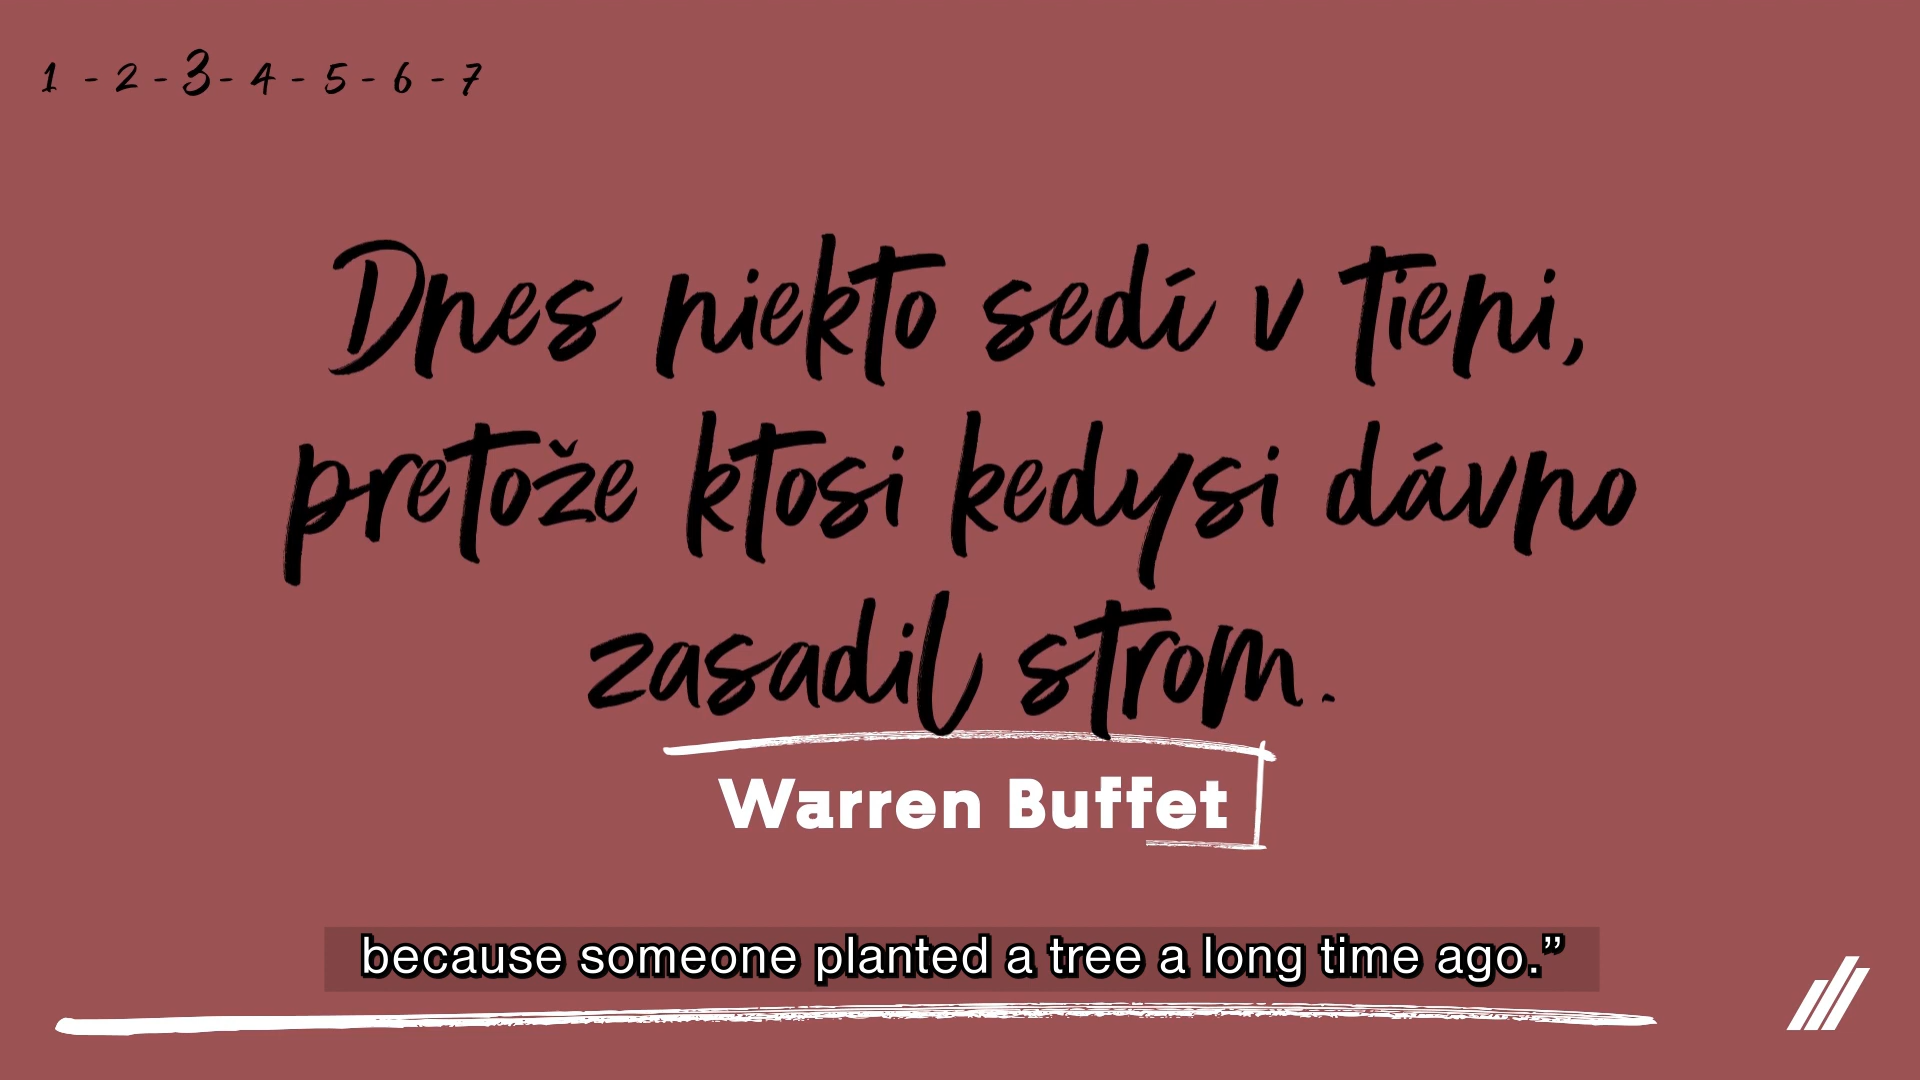 1 - 2 - 3 - 4 - 5 - 6 - 7
Dnes niekto sedí v tieni,
pretože ktosi kedysi dávno
zasadil strom.
Warren Buffet
because someone planted a tree a long time ago.”